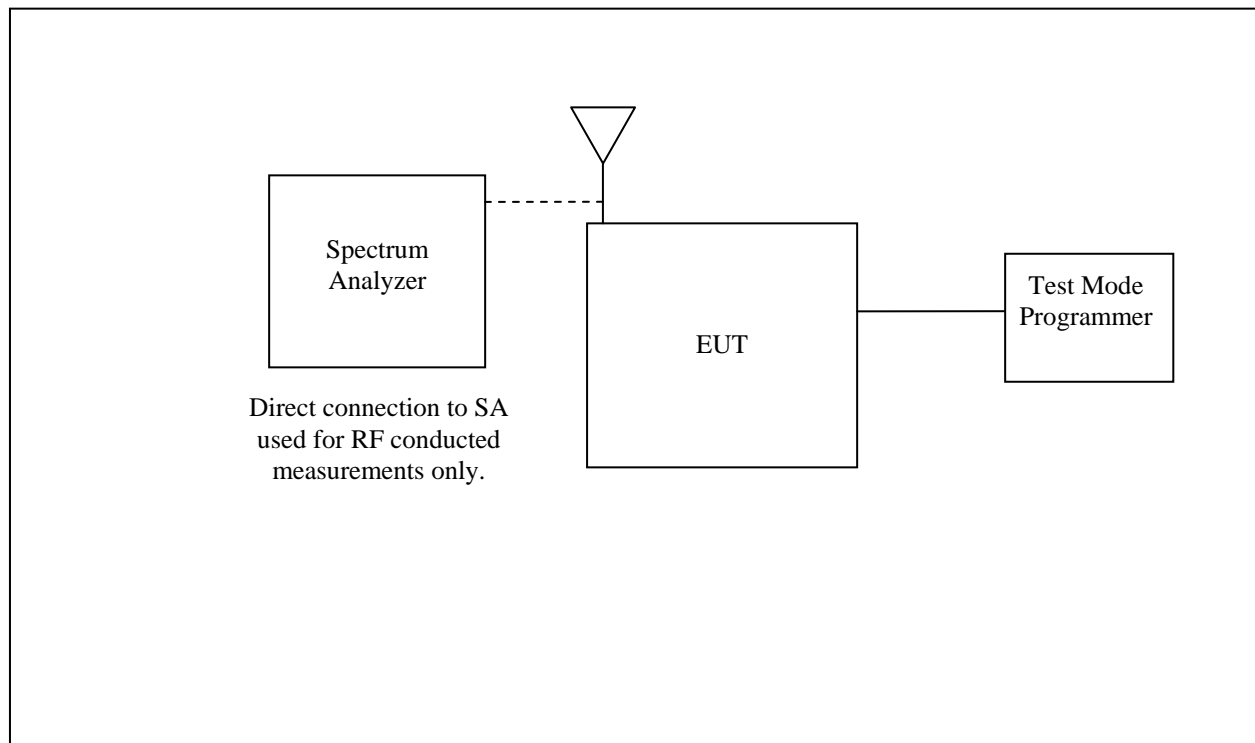 Spectrum
Analyzer
Direct connection to SA
used for RF conducted
measurements only.
EUT
Test Mode
Programmer